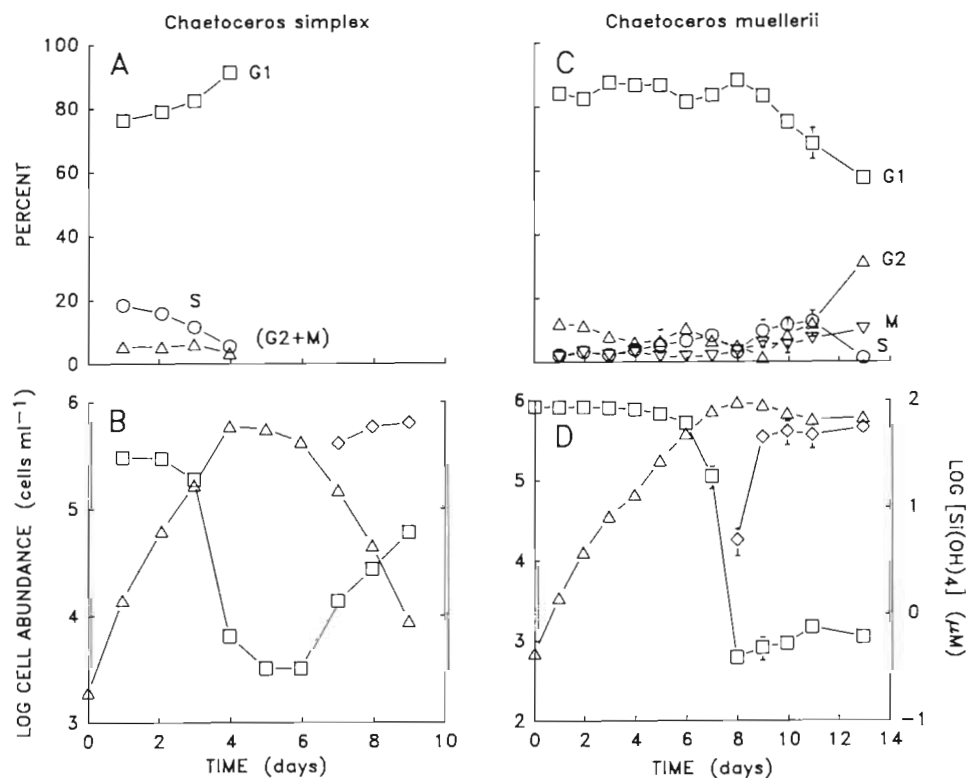 Chaetoceros simplex
Chaetoceros muellerii
100
80
60
40
20
0
PERCENT
A
G1
S
(G2+M)
C
G1
G2
M
S
6
5
4
3
LOG CELL ABUNDANCE (cells ml⁻¹)
B
0 2 4 6 8 10
TIME (days)
6
5
4
3
2
D
2
1
0
-1
LOG [Si(OH)₄] (μM)
0 2 4 6 8 10 12 14
TIME (days)